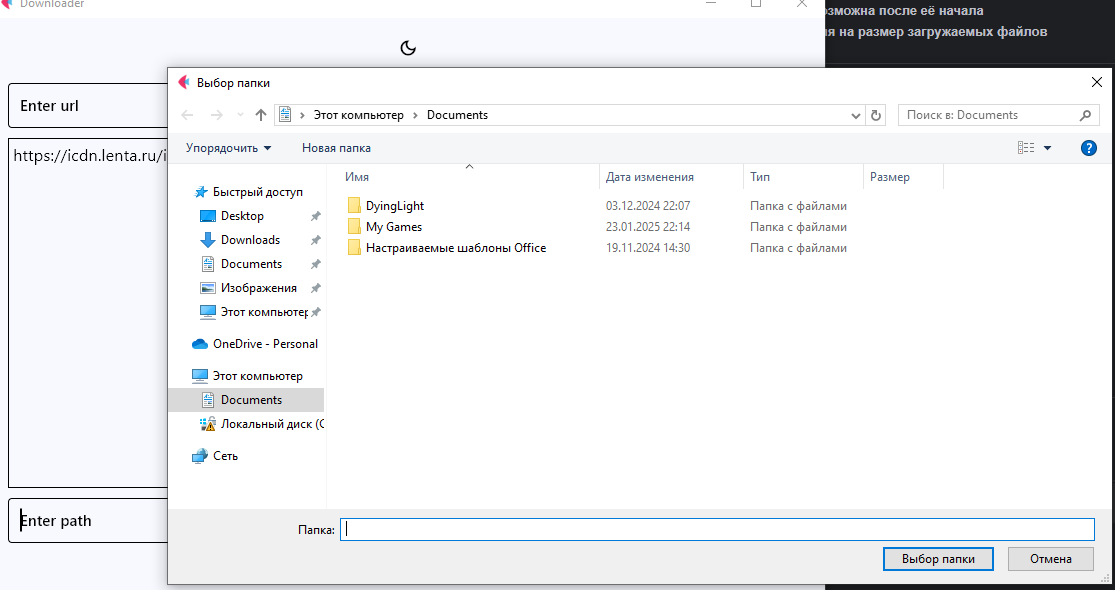 Downloader
возможна после её начала
на размер загружаемых файлов
Enter url
https://icdn.lenta.ru/i
Enter path
Выбор папки
Этот компьютер > Documents
Поиск в: Documents
Упорядочить
Новая папка
?
Имя Дата изменения Тип Размер
Быстрый доступ
Desktop
Downloads
Documents
Изображения
Этот компьютер
OneDrive - Personal
Этот компьютер
Documents
Локальный диск (C
Сеть
DyingLight 03.12.2024 22:07 Папка с файлами
My Games 23.01.2025 22:14 Папка с файлами
Настраиваемые шаблоны Office 19.11.2024 14:30 Папка с файлами
Папка:
Выбор папки
Отмена